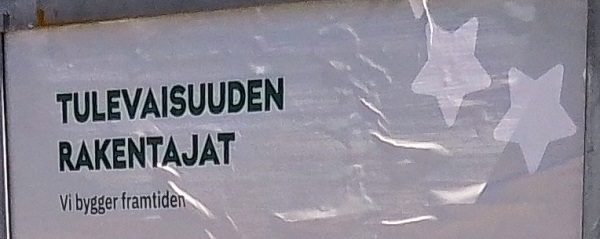 TULEVAISUUDEN
RAKENTAJAT
Vi bygger framtiden